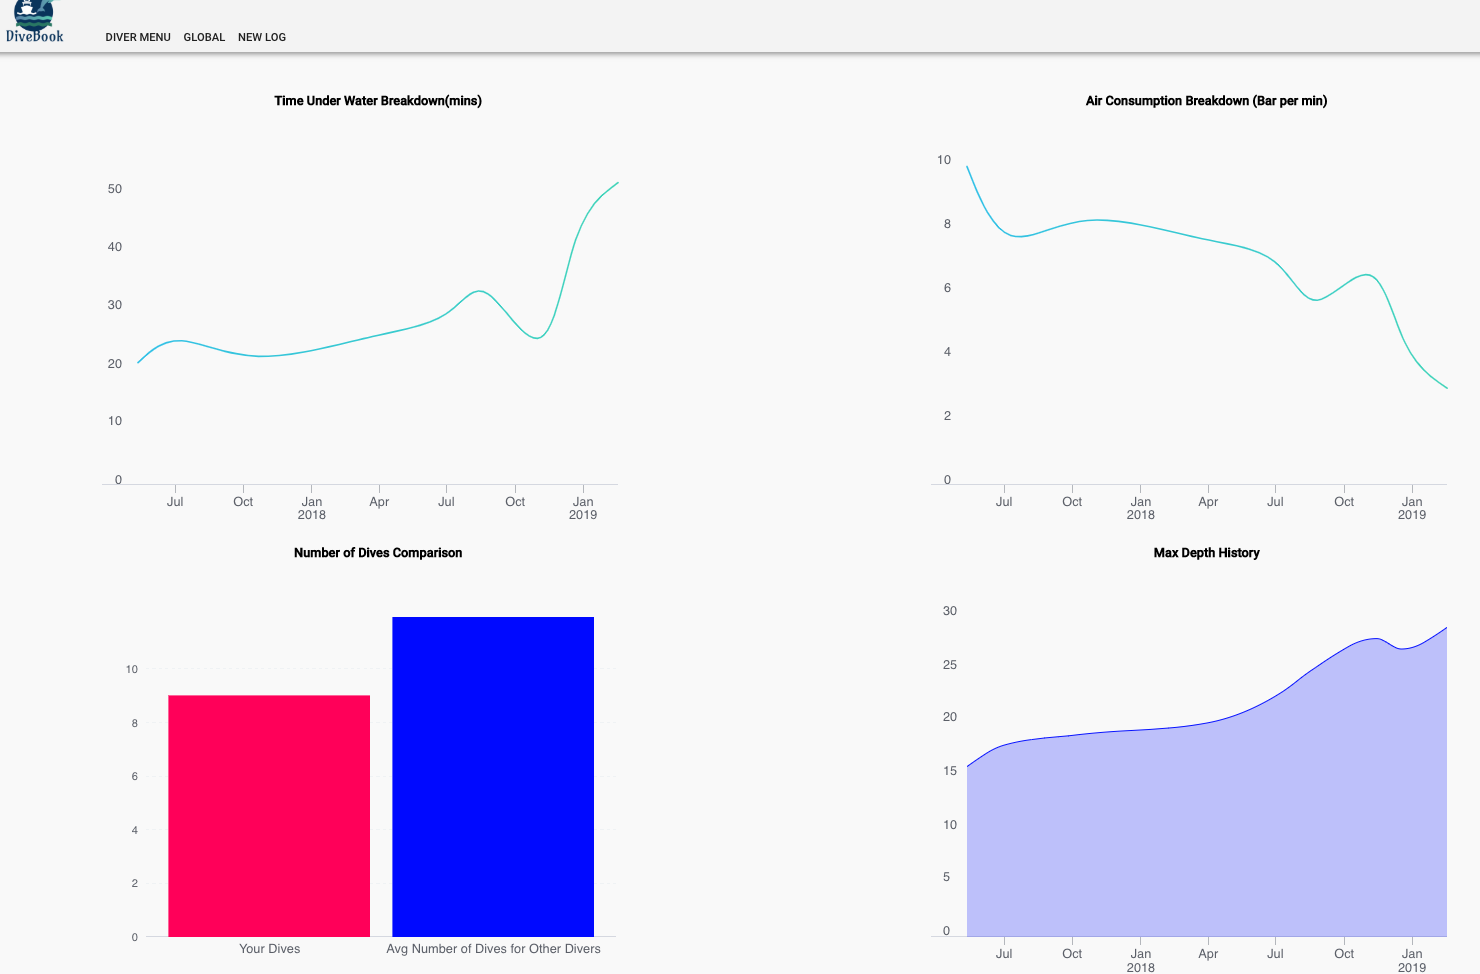 DiveBook
DIVER MENU GLOBAL NEW LOG
Time Under Water Breakdown(mins)
50
40
30
20
10
0
Jul Oct Jan Apr Jul Oct Jan
2018 2019
Air Consumption Breakdown (Bar per min)
10
8
6
4
2
0
Jul Oct Jan Apr Jul Oct Jan
2018 2019
Number of Dives Comparison
10
8
6
4
2
0
Your Dives Avg Number of Dives for Other Divers
Max Depth History
30
25
20
15
10
5
0
Jul Oct Jan Apr Jul Oct Jan
2018 2019